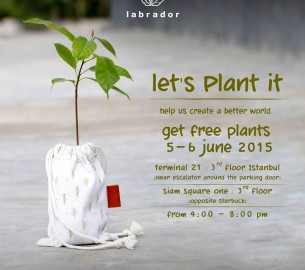 labrador
let's Plant it
help us create a better world.
get free plants
5-6 june 2015
terminal 21 : 3rd floor Istanbul
(near escalator around the parking door)
siam square one : 3rd floor
(opposite starbuck)
from 4:00 - 8:00 pm